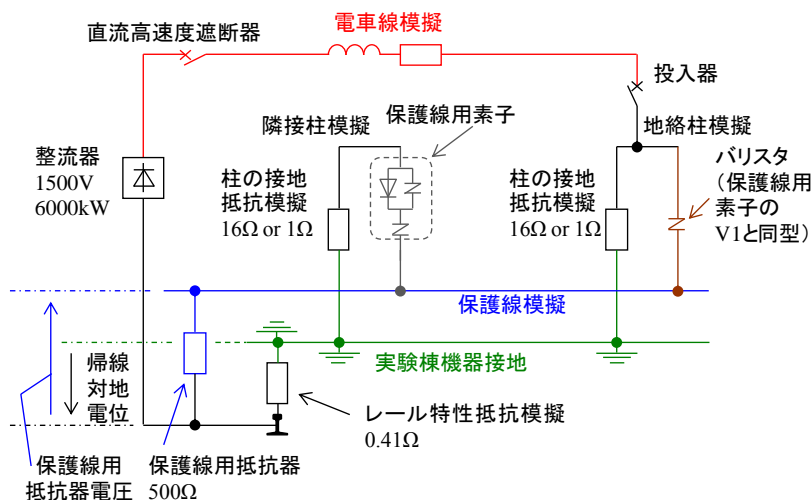 電車線模擬
直流高速度遮断器
投入器
保護線用素子
隣接柱模擬
地絡柱模擬
整流器
1500V
6000kW
柱の接地
抵抗模擬
16Ω or 1Ω
柱の接地
抵抗模擬
16Ω or 1Ω
バリスタ
(保護線用
素子の
V1と同型)
保護線模擬
実験棟機器接地
帰線
対地
電位
レール特性抵抗模擬
0.41Ω
保護線用
抵抗器電圧
保護線用抵抗器
500Ω